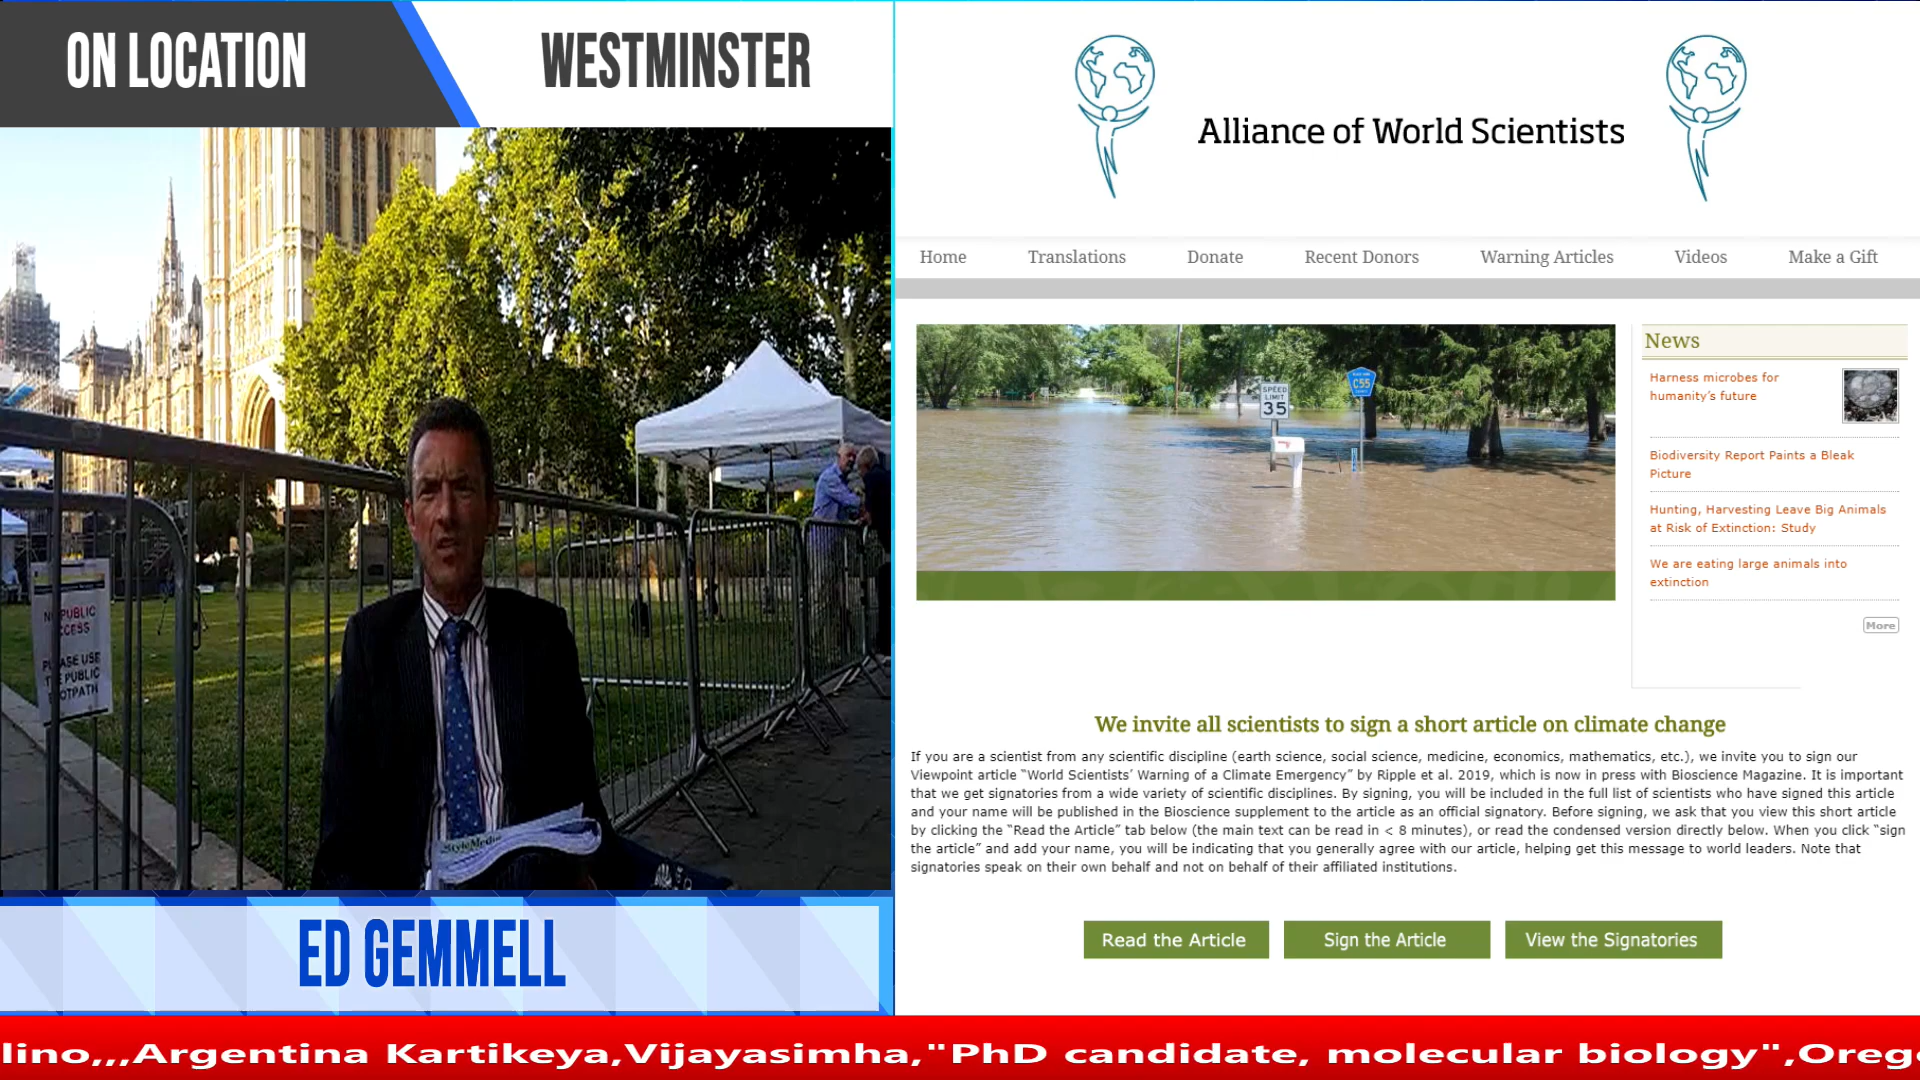 ON LOCATION
WESTMINSTER
NO PUBLIC
ACCESS
PLEASE USE
THE PUBLIC
FOOTPATH
StyleMedia
ED GEMMELL
Alliance of World Scientists
Home Translations Donate Recent Donors Warning Articles Videos Make a Gift
SPEED
LIMIT
35
C55
News
Harness microbes for
humanity's future
Biodiversity Report Paints a Bleak
Picture
Hunting, Harvesting Leave Big Animals
at Risk of Extinction: Study
We are eating large animals into
extinction
More
We invite all scientists to sign a short article on climate change
If you are a scientist from any scientific discipline (earth science, social science, medicine, economics, mathematics, etc.), we invite you to sign our
Viewpoint article “World Scientists’ Warning of a Climate Emergency” by Ripple et al. 2019, which is now in press with Bioscience Magazine. It is important
that we get signatories from a wide variety of scientific disciplines. By signing, you will be included in the full list of scientists who have signed this article
and your name will be published in the Bioscience supplement to the article as an official signatory. Before signing, we ask that you view this short article
by clicking the “Read the Article” tab below (the main text can be read in < 8 minutes), or read the condensed version directly below. When you click “sign
the article” and add your name, you will be indicating that you generally agree with our article, helping get this message to world leaders. Note that
signatories speak on their own behalf and not on behalf of their affiliated institutions.
Read the Article Sign the Article View the Signatories
lino,,,Argentina Kartikeya,Vijayasimha,"PhD candidate, molecular biology",Orego